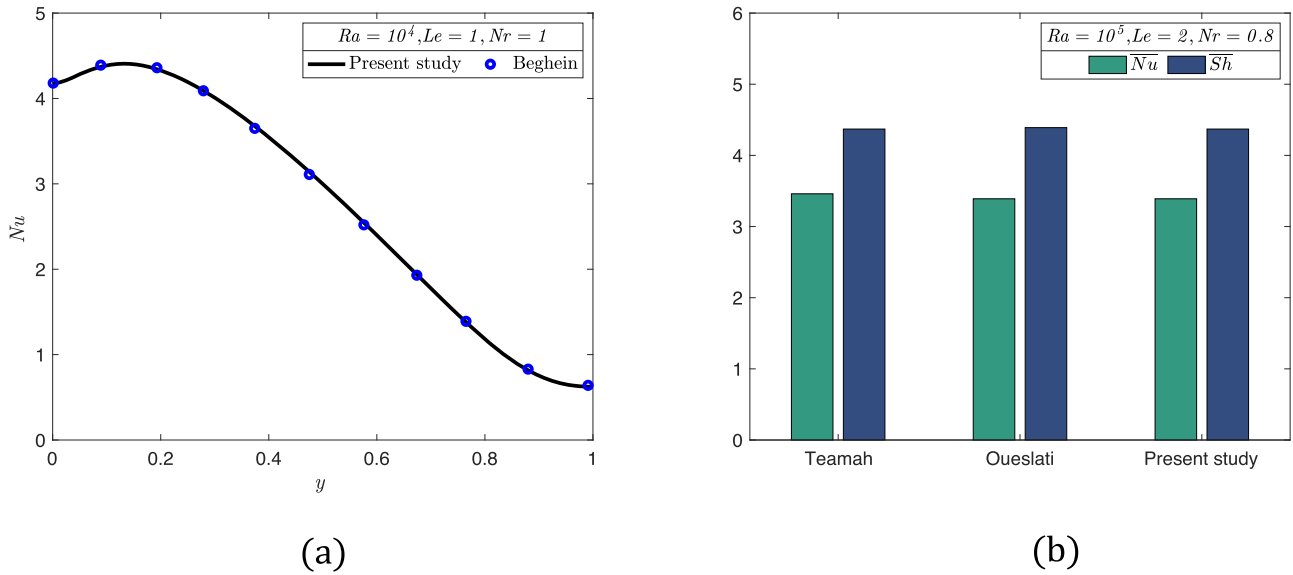 Ra = 10^4, Le = 1, Nr = 1
Present study Beghein
5
4
3
2
1
0
Nu
0 0.2 0.4 0.6 0.8 1
y
(a)
Ra = 10^5, Le = 2, Nr = 0.8
N̅u̅ S̅h̅
6
5
4
3
2
1
0
Teamah Oueslati Present study
(b)